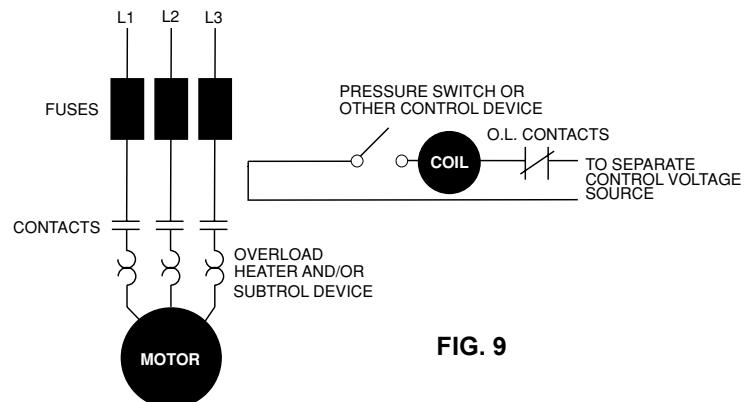 L1 L2 L3
FUSES
PRESSURE SWITCH OR
OTHER CONTROL DEVICE
O.L. CONTACTS
COIL
TO SEPARATE
CONTROL VOLTAGE
SOURCE
CONTACTS
OVERLOAD
HEATER AND/OR
SUBTROL DEVICE
MOTOR
FIG. 9